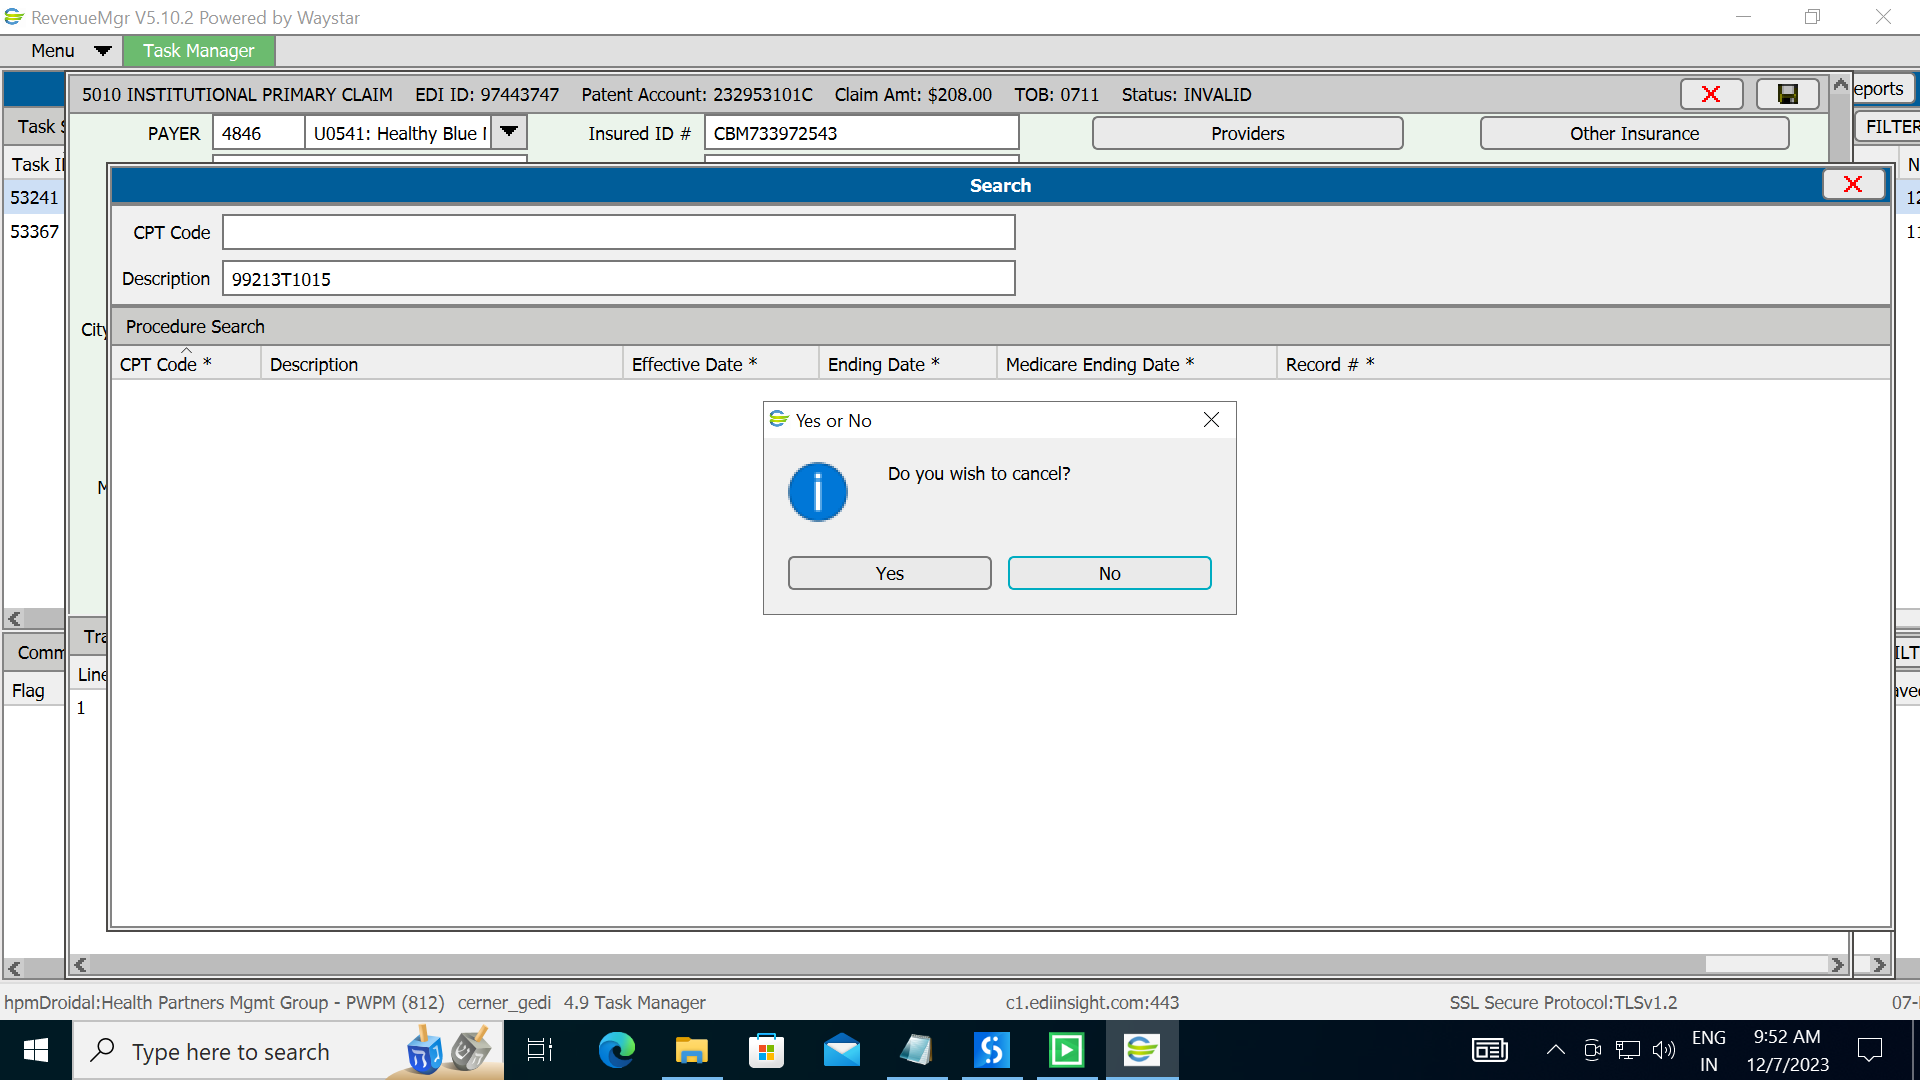 RevenueMgr V5.10.2 Powered by Waystar
Menu Task Manager
5010 INSTITUTIONAL PRIMARY CLAIM EDI ID: 97443747 Patent Account: 232953101C Claim Amt: $208.00 TOB: 0711 Status: INVALID
eports
Task S
PAYER 4846 U0541: Healthy Blue Insured ID # CBM733972543 Providers Other Insurance
FILTER
Task I
N
Search
53241
12
53367
11
CPT Code
Description 99213T1015
City
Procedure Search
CPT Code * Description Effective Date * Ending Date * Medicare Ending Date * Record # *
Yes or No
Do you wish to cancel?
Yes No
M
Tra
Comm
ILT
Line
Flag
aved
1
hpmDroidal:Health Partners Mgmt Group - PWPM (812) cerner_gedi 4.9 Task Manager c1.ediinsight.com:443 SSL Secure Protocol:TLSv1.2 07-
Type here to search
ENG
IN
9:52 AM
12/7/2023